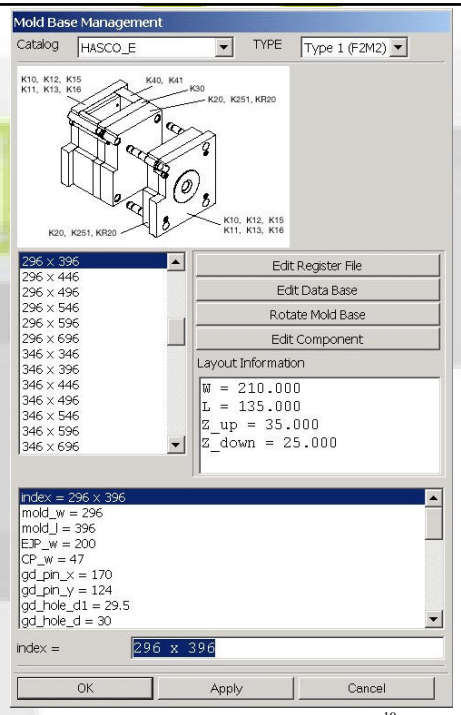 Mold Base Management
Catalog HASCO_E TYPE Type 1 (F2M2)
K10, K12, K15
K11, K13, K16
K40, K41
K30
K20, K251, KR20
K20, K251, KR20
K10, K12, K15
K11, K13, K16
296 x 396
296 x 446
296 x 496
296 x 546
296 x 596
296 x 696
346 x 346
346 x 396
346 x 446
346 x 496
346 x 546
346 x 596
346 x 696
Edit Register File
Edit Data Base
Rotate Mold Base
Edit Component
Layout Information
W = 210.000
L = 135.000
Z_up = 35.000
Z_down = 25.000
index = 296 x 396
mold_w = 296
mold_l = 396
EJP_w = 200
CP_w = 47
gd_pin_x = 170
gd_pin_y = 124
gd_hole_d1 = 29.5
gd_hole_d = 30
index = 296 x 396
OK Apply Cancel